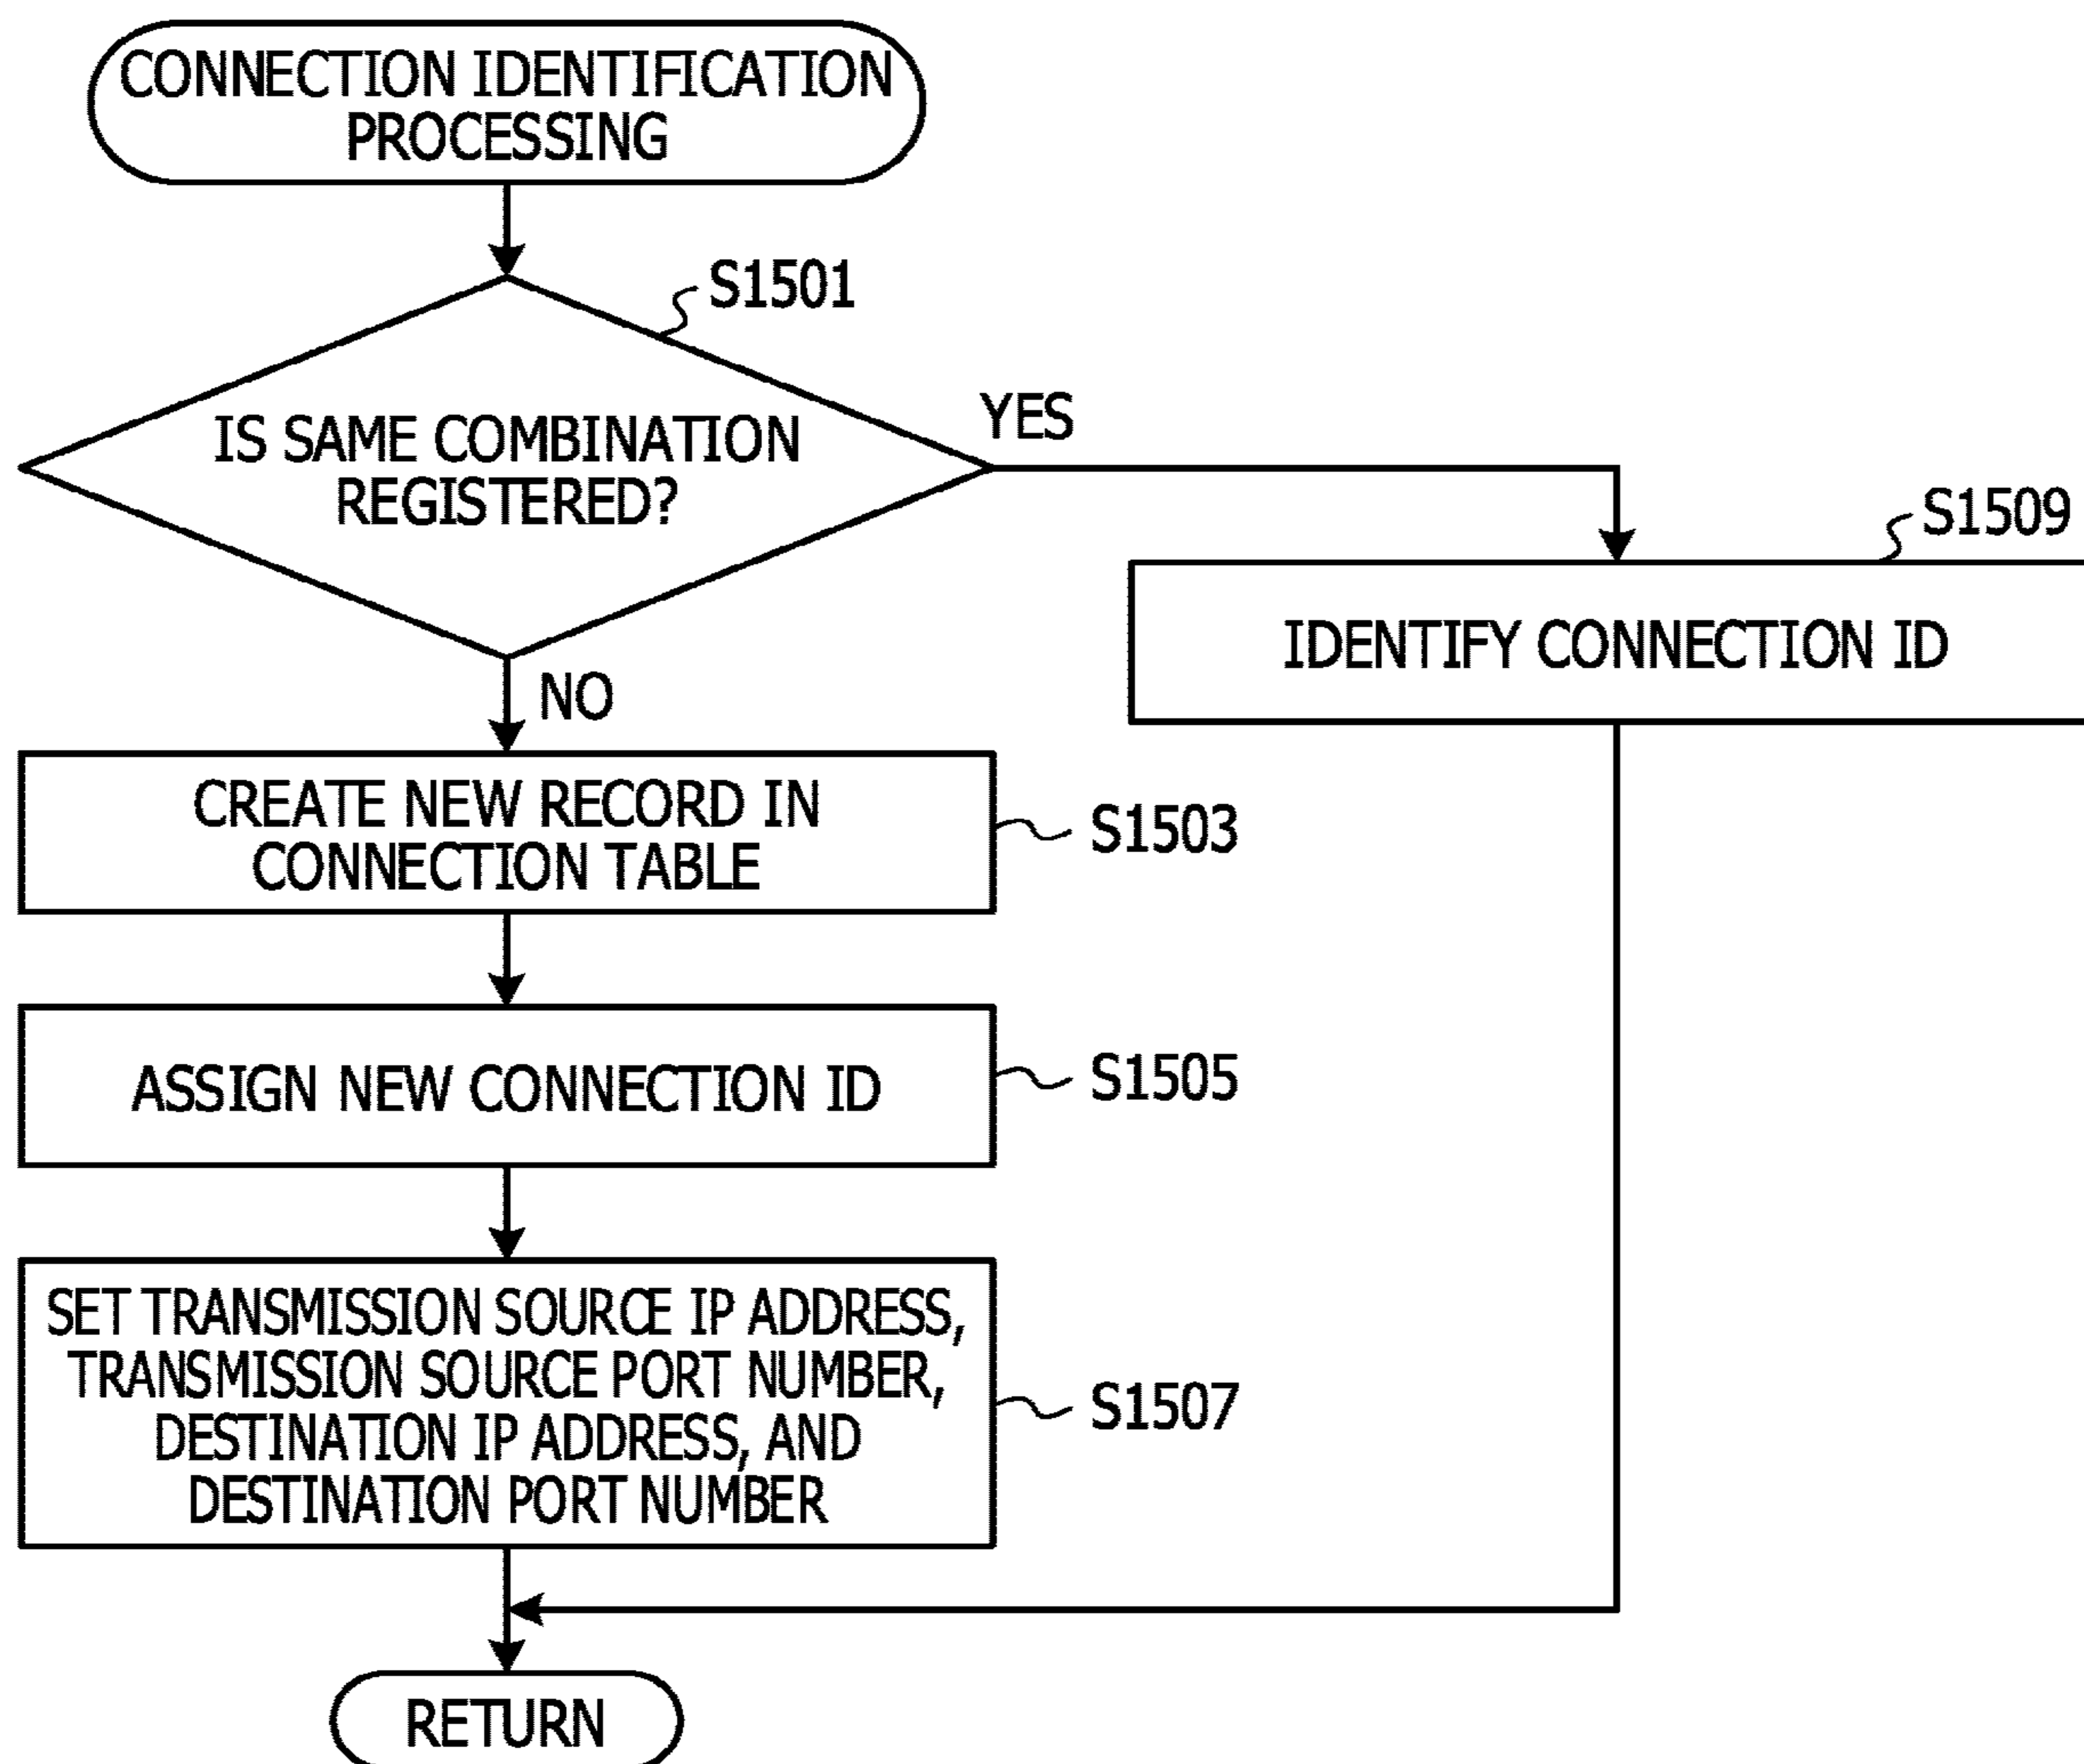 CONNECTION IDENTIFICATION
PROCESSING
S1501
IS SAME COMBINATION
REGISTERED?
YES
S1509
IDENTIFY CONNECTION ID
NO
CREATE NEW RECORD IN
CONNECTION TABLE
S1503
ASSIGN NEW CONNECTION ID
S1505
SET TRANSMISSION SOURCE IP ADDRESS,
TRANSMISSION SOURCE PORT NUMBER,
DESTINATION IP ADDRESS, AND
DESTINATION PORT NUMBER
S1507
RETURN